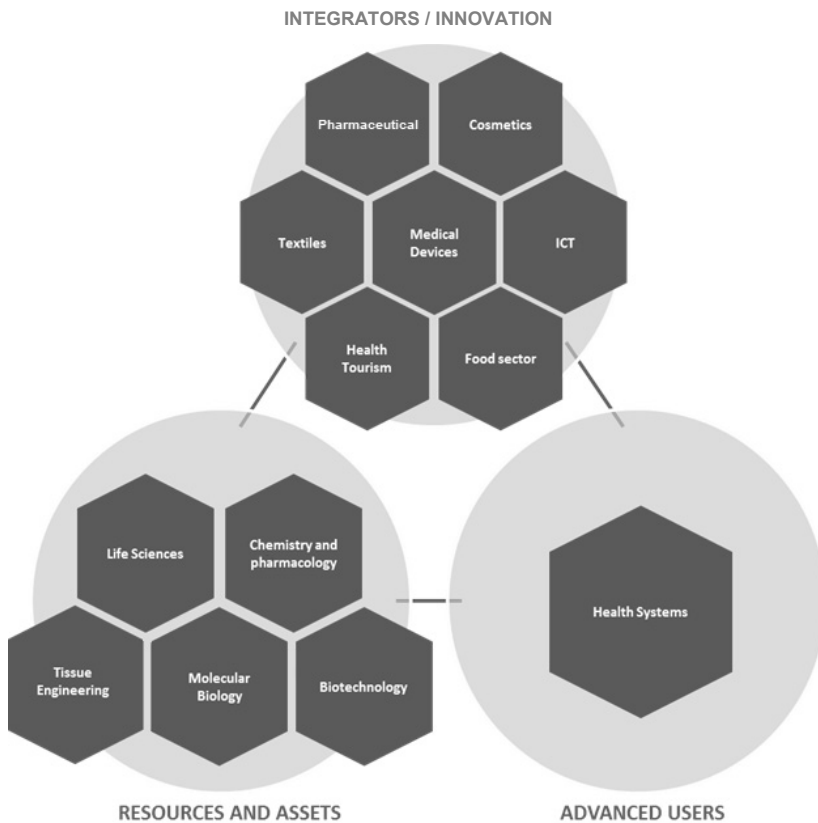 INTEGRATORS / INNOVATION
Pharmaceutical
Cosmetics
Textiles
Medical
Devices
ICT
Health
Tourism
Food sector
Life Sciences
Chemistry and
pharmacology
Tissue
Engineering
Molecular
Biology
Biotechnology
Health Systems
RESOURCES AND ASSETS
ADVANCED USERS